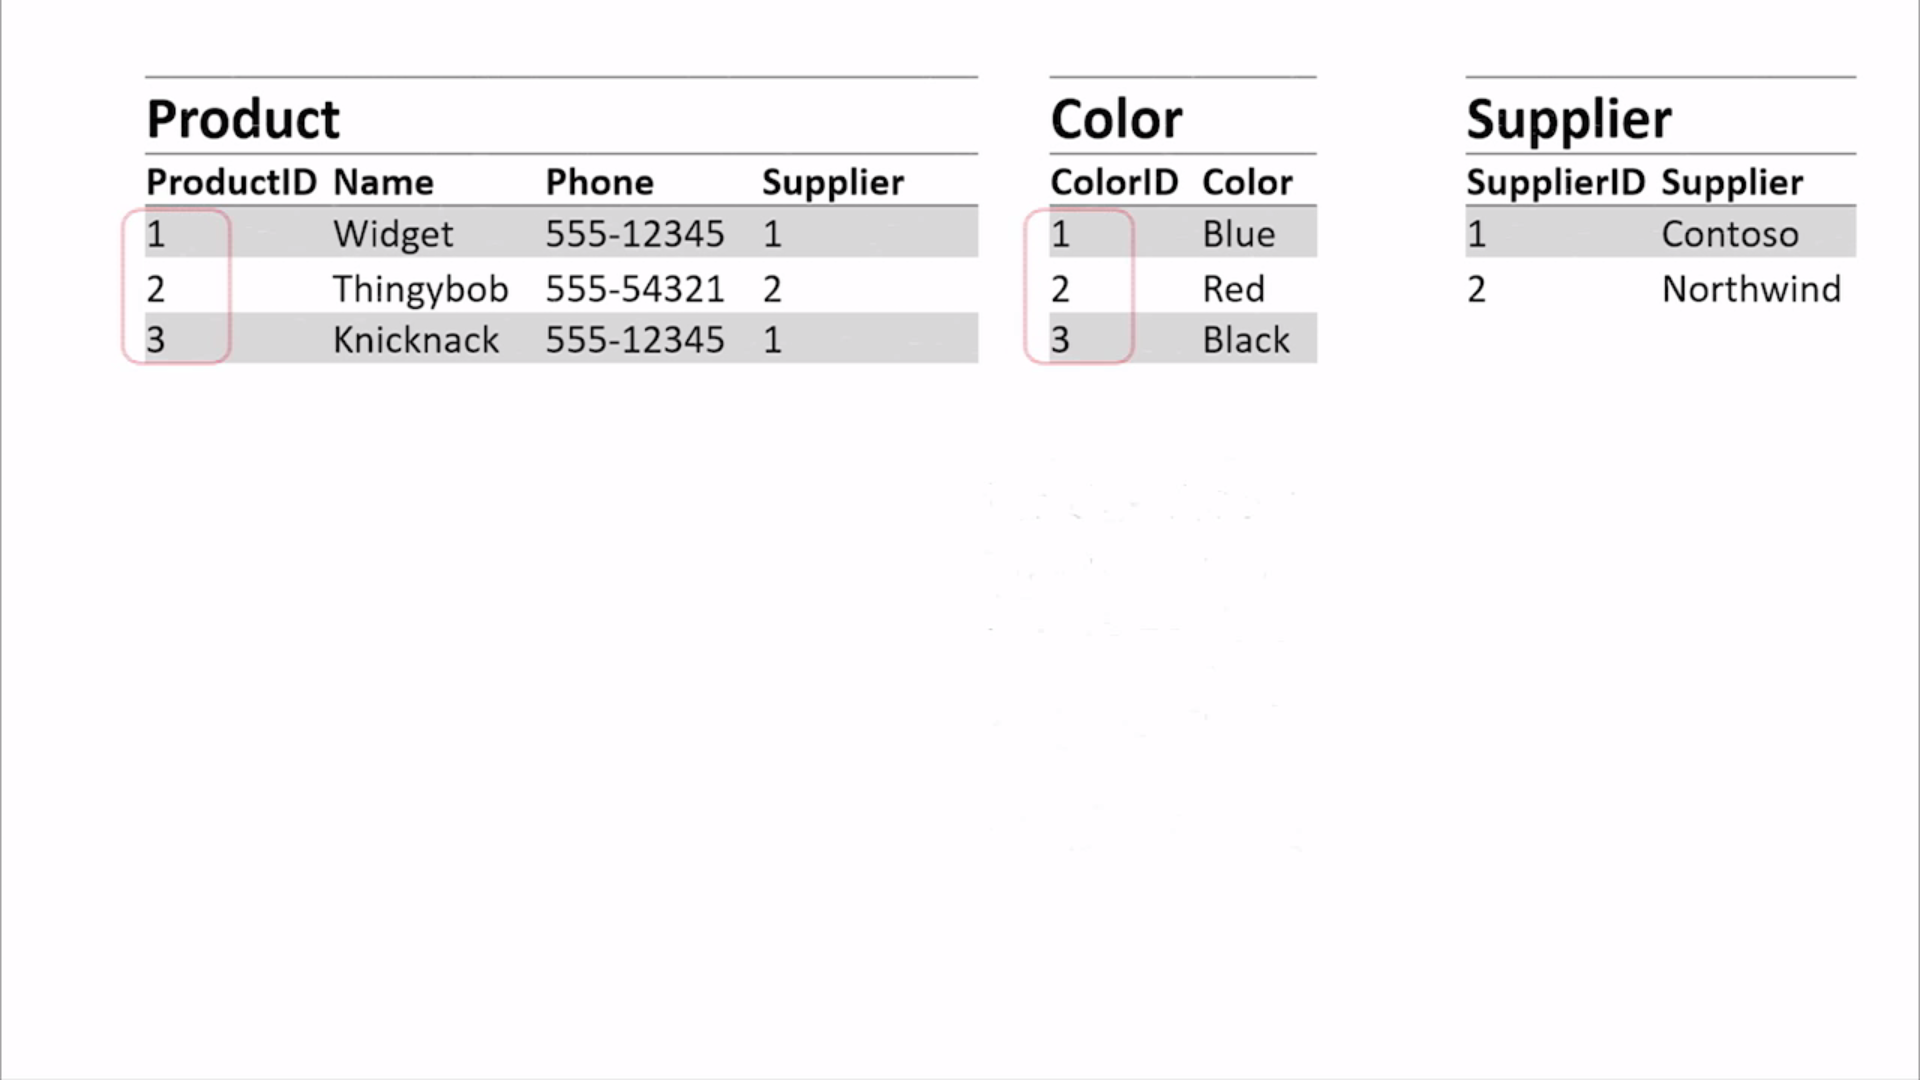 Product
ProductID Name Phone Supplier
1 Widget 555-12345 1
2 Thingybob 555-54321 2
3 Knicknack 555-12345 1
Color
ColorID Color
1 Blue
2 Red
3 Black
Supplier
SupplierID Supplier
1 Contoso
2 Northwind